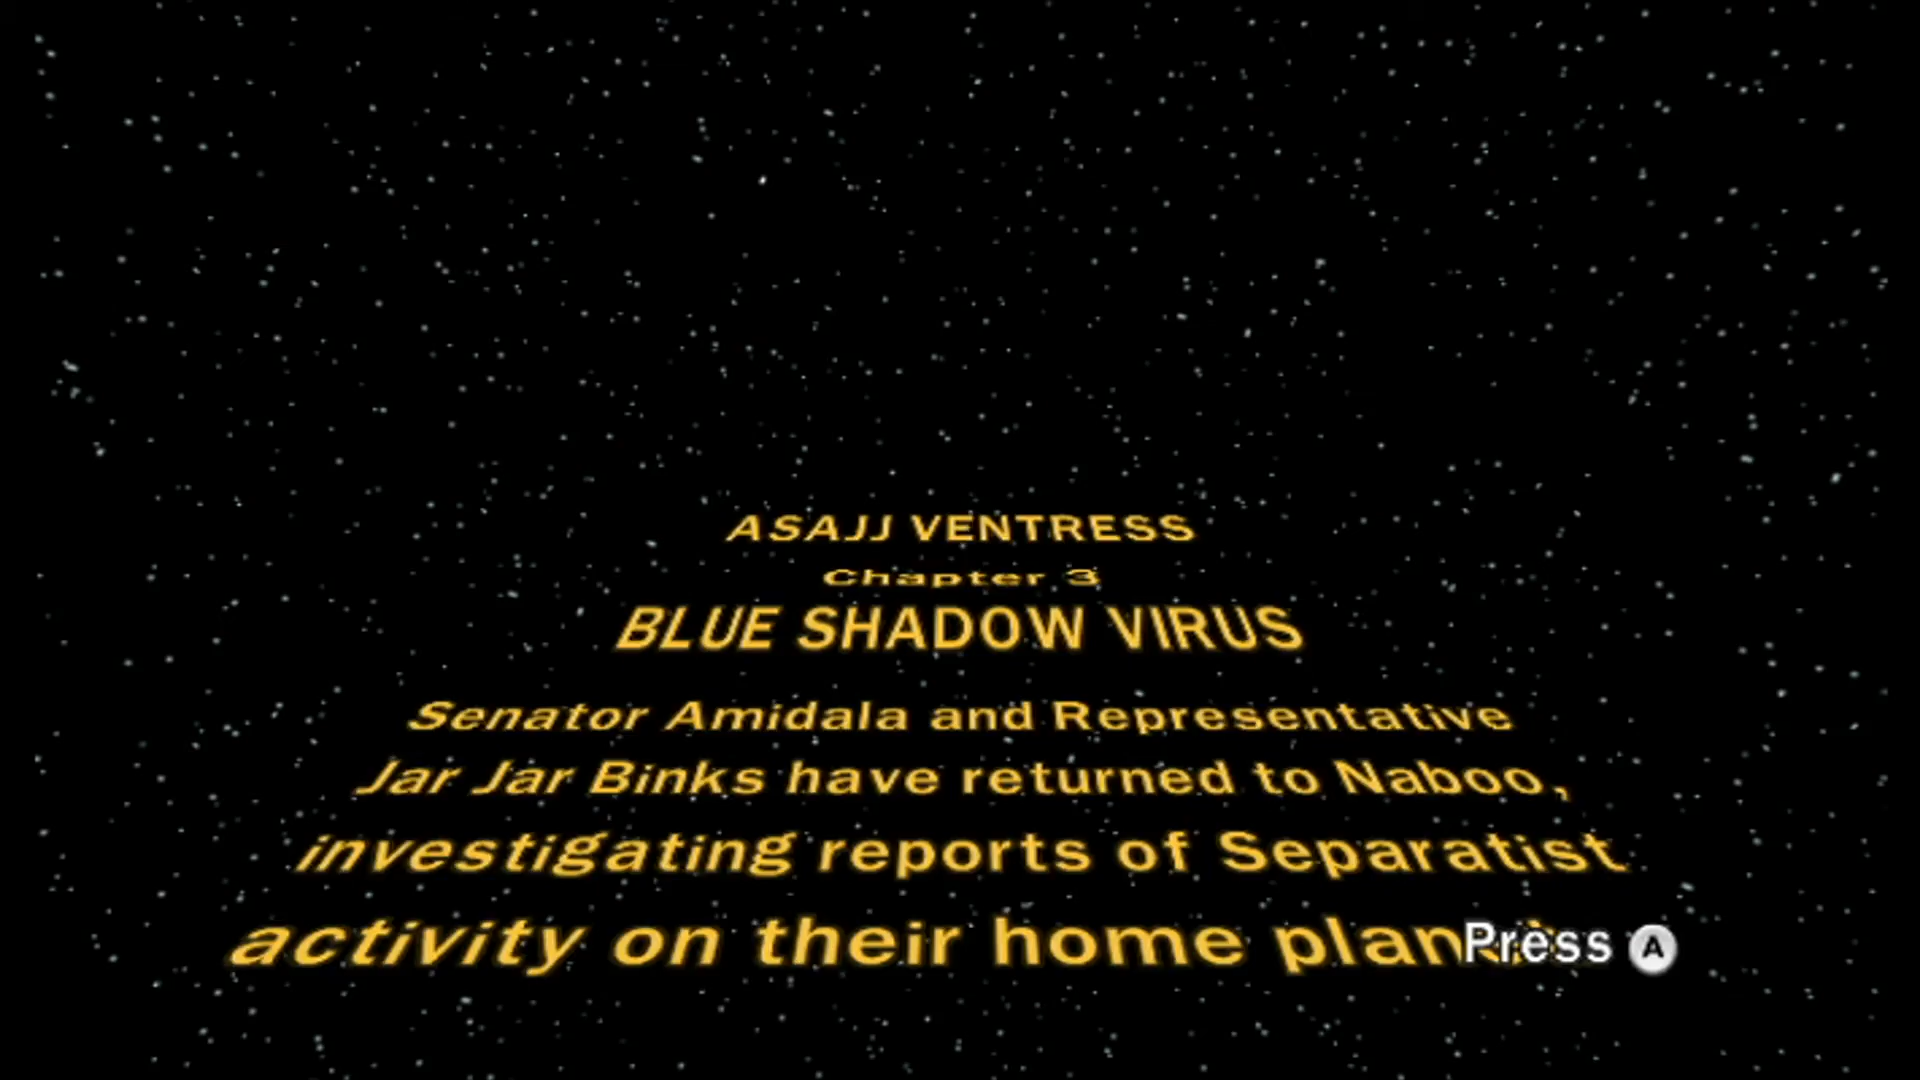 ASAJJ VENTRESS
Chapter 3
BLUE SHADOW VIRUS
Senator Amidala and Representative
Jar Jar Binks have returned to Naboo,
investigating reports of Separatist
activity on their home
Press A